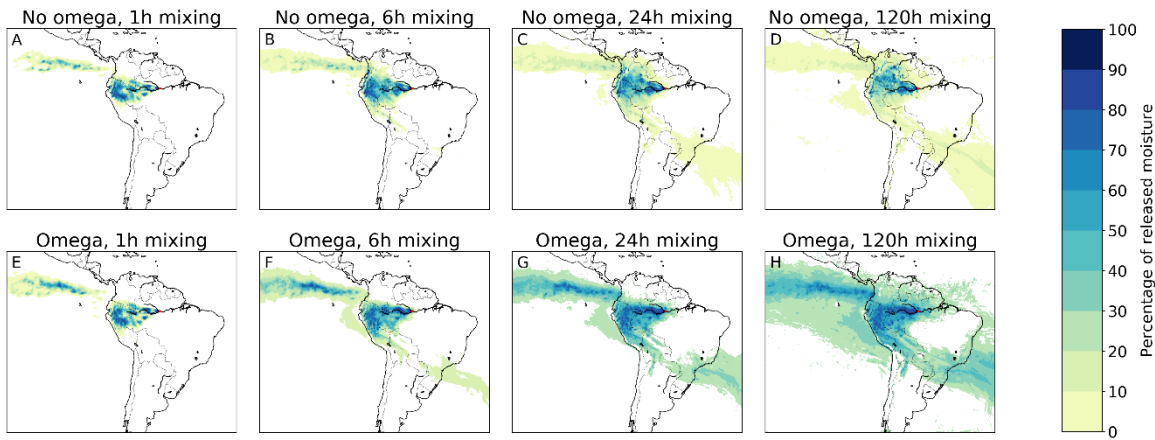 No omega, 1h mixing
No omega, 6h mixing
No omega, 24h mixing
No omega, 120h mixing
A
B
C
D
Omega, 1h mixing
Omega, 6h mixing
Omega, 24h mixing
Omega, 120h mixing
E
F
G
H
100
90
80
70
60
50
40
30
20
10
0
Percentage of released moisture